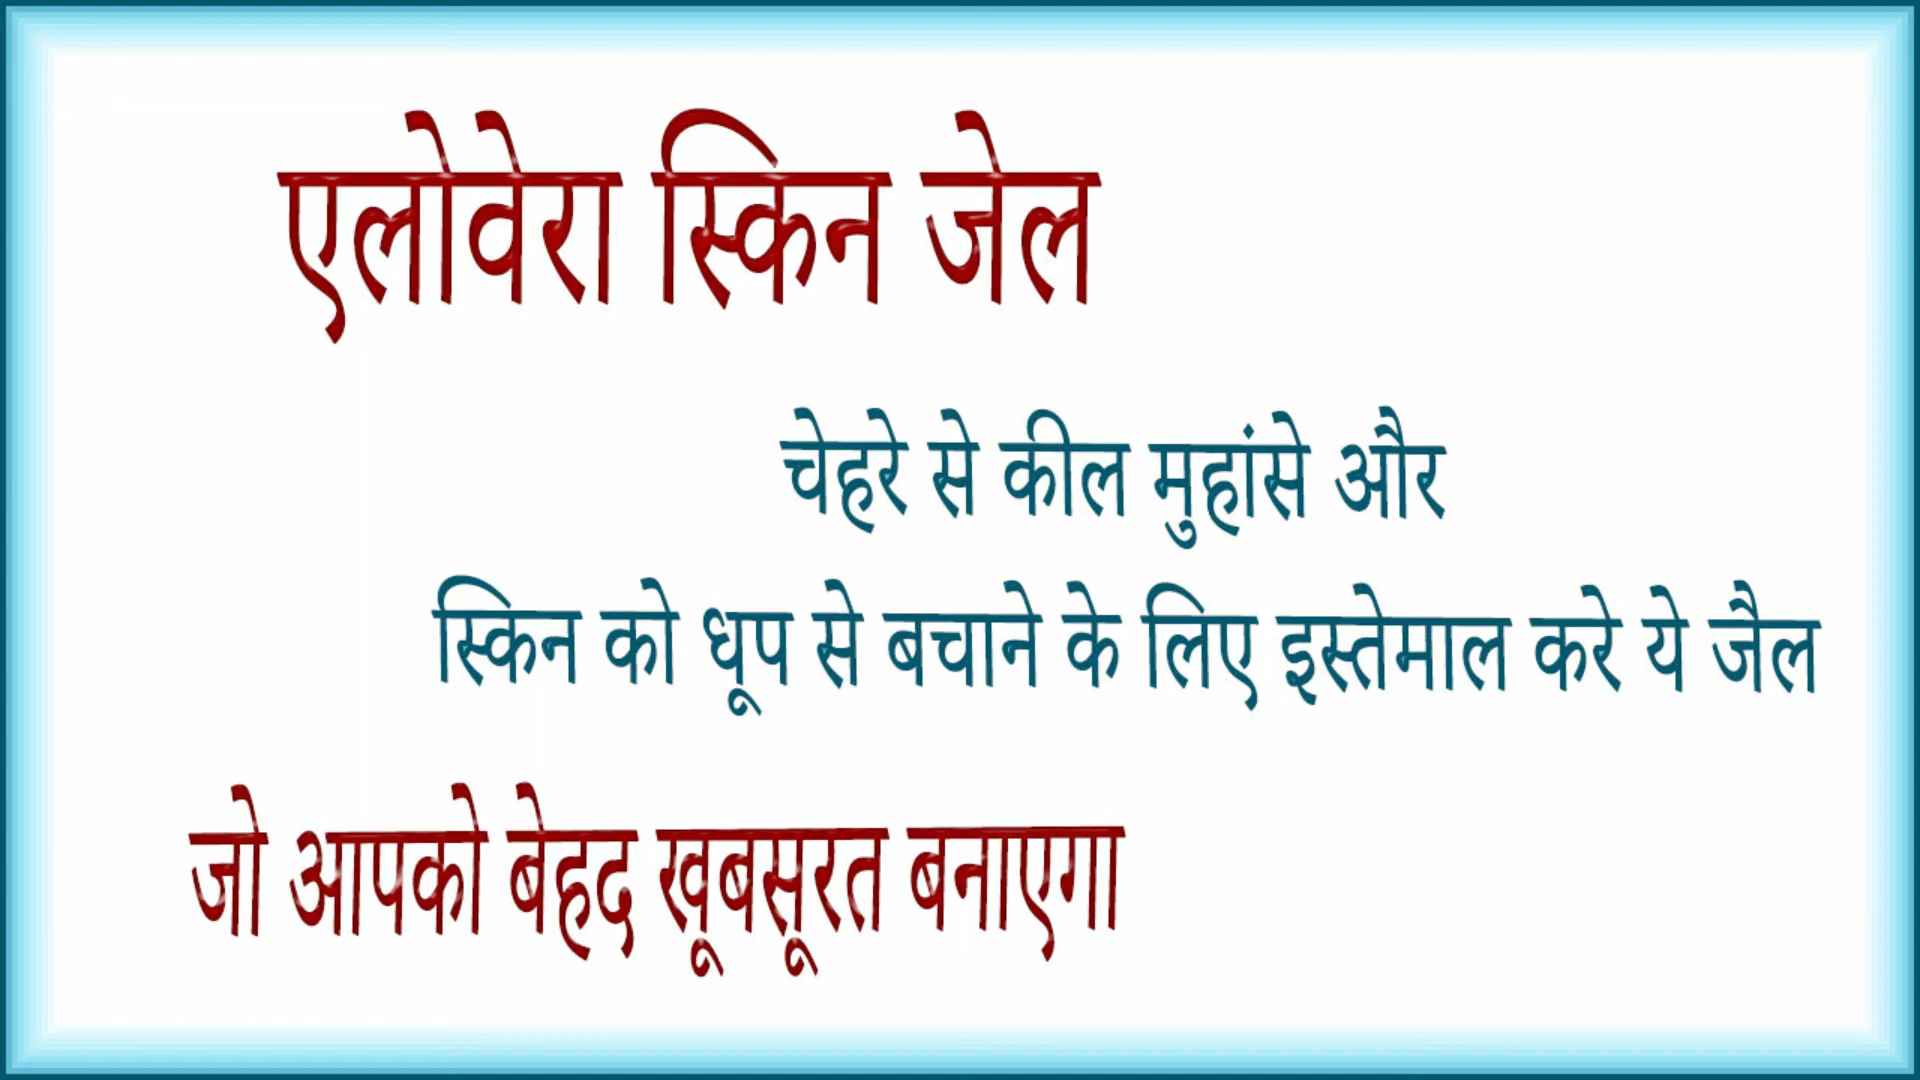 एलोवेरा स्किन जेल
चेहरे से कील मुहांसे और
स्किन को धूप से बचाने के लिए इस्तेमाल करे ये जैल
जो आपको बेहद खूबसूरत बनाएगा